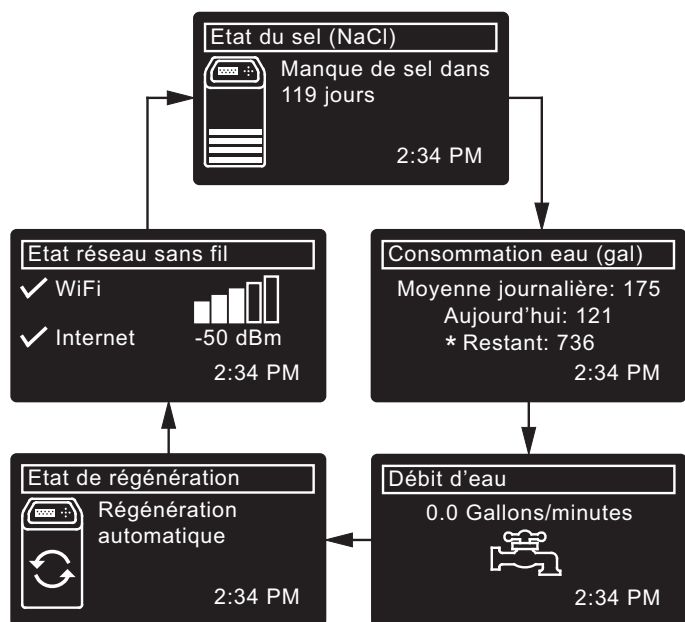 Etat du sel (NaCl)
Manque de sel dans
119 jours
2:34 PM
Etat réseau sans fil
WiFi
Internet
-50 dBm
2:34 PM
Consommation eau (gal)
Moyenne journalière: 175
Aujourd'hui: 121
* Restant: 736
2:34 PM
Etat de régénération
Régénération
automatique
2:34 PM
Débit d'eau
0.0 Gallons/minutes
2:34 PM